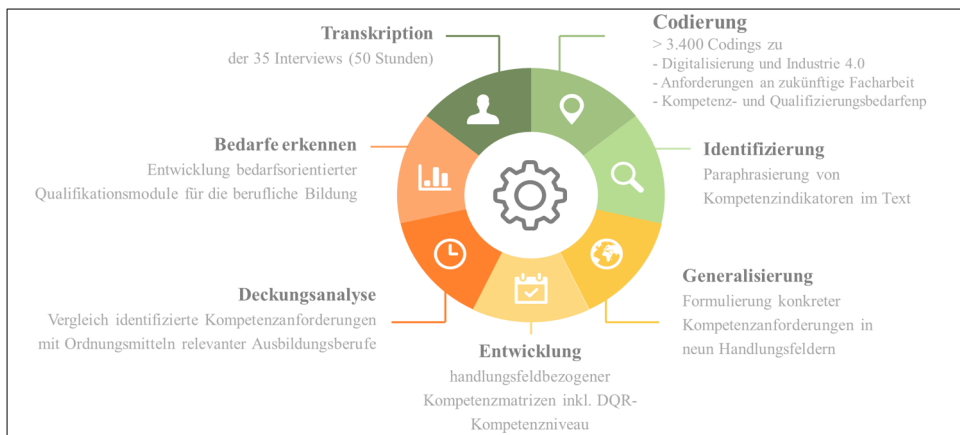 Transkription
der 35 Interviews (50 Stunden)
Codierung
> 3.400 Codings zu
- Digitalisierung und Industrie 4.0
- Anforderungen an zukünftige Facharbeit
- Kompetenz- und Qualifizierungsbedarfenp
Identifizierung
Paraphrasierung von
Kompetenzindikatoren im Text
Generalisierung
Formulierung konkreter
Kompetenzanforderungen in
neun Handlungsfeldern
Entwicklung
handlungsfeldbezogener
Kompetenzmatrizen inkl. DQR-
Kompetenzniveau
Deckungsanalyse
Vergleich identifizierte Kompetenzanforderungen
mit Ordnungsmitteln relevanter Ausbildungsberufe
Bedarfe erkennen
Entwicklung bedarfsorientierter
Qualifikationsmodule für die berufliche Bildung